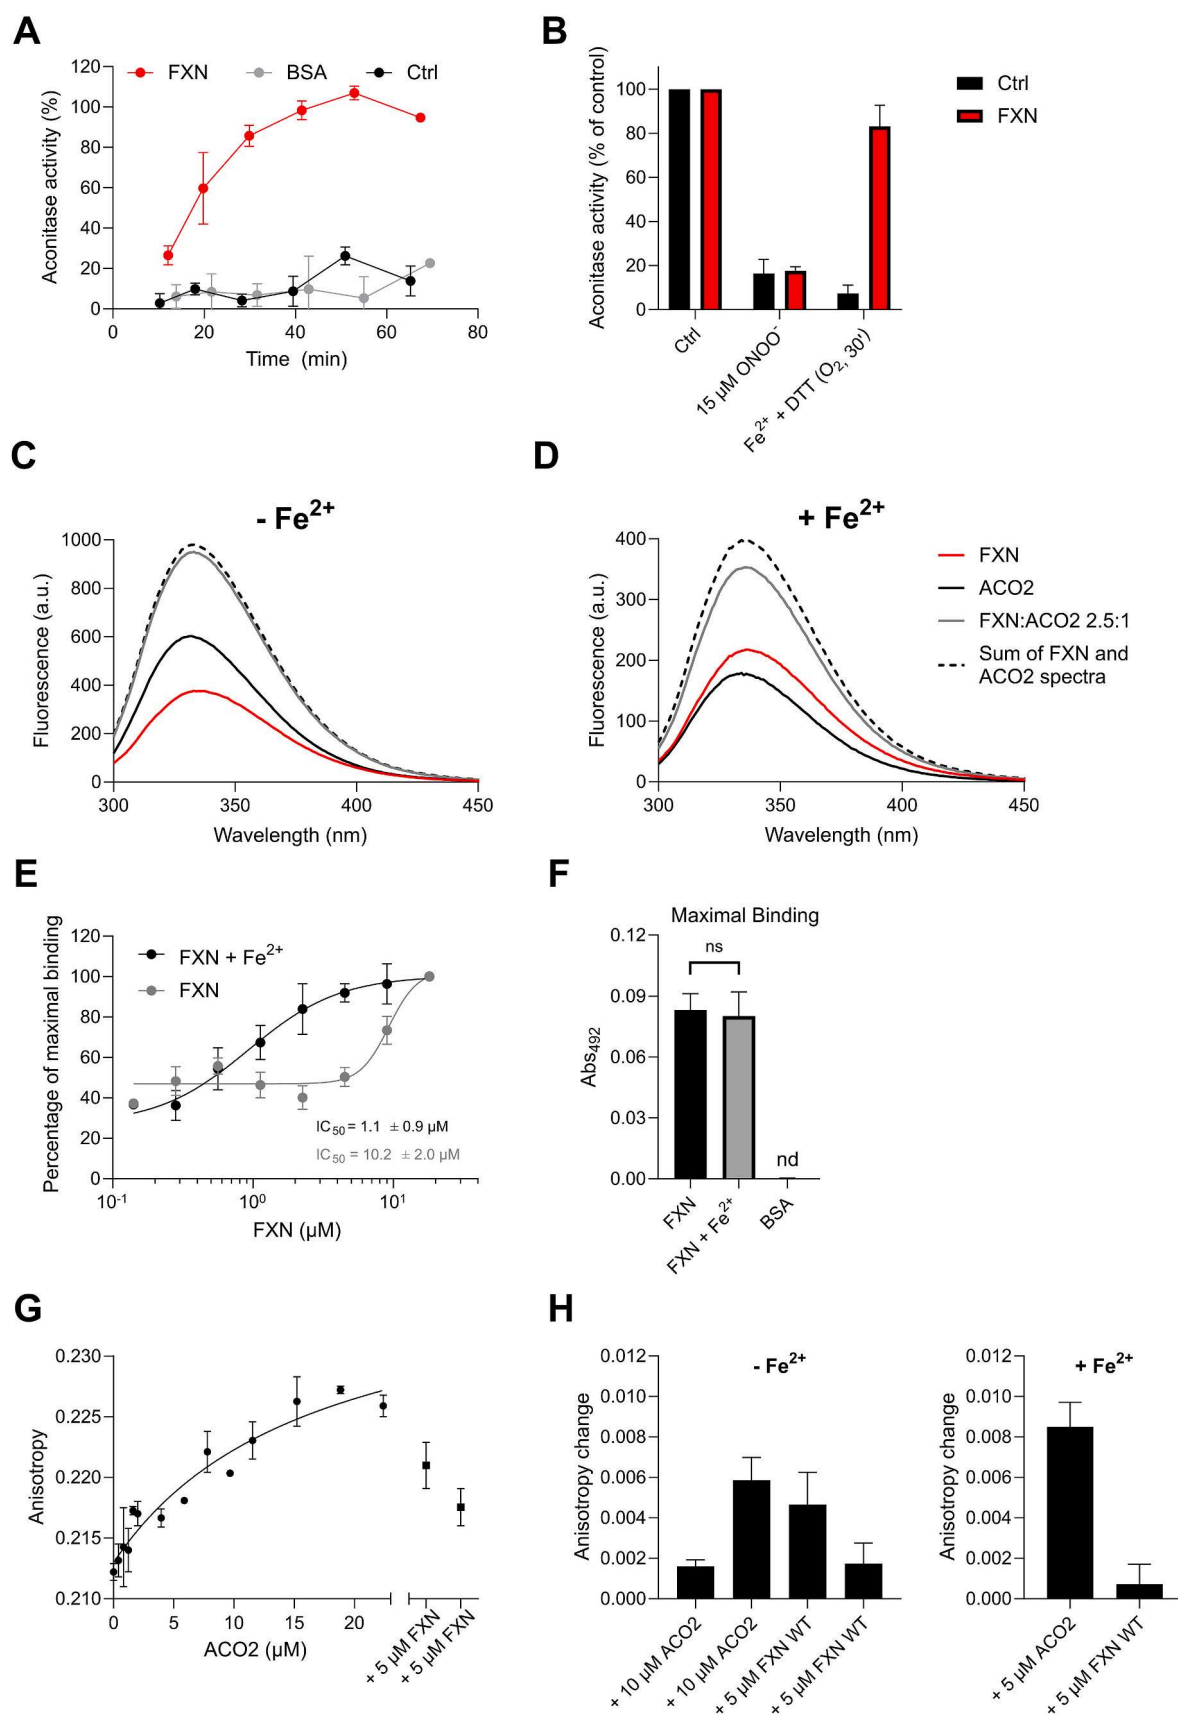 A
FXN
BSA
Ctrl
Aconitase activity (%)
120
100
80
60
40
20
0
0
20
40
60
80
Time (min)
B
Aconitase activity (% of control)
100
80
60
40
20
0
Ctrl
15 µM ONOO⁻
Fe²⁺ + DTT (O₂, 30')
Ctrl
FXN
C
- Fe²⁺
Fluorescence (a.u.)
1000
800
600
400
200
0
300
350
400
450
Wavelength (nm)
D
+ Fe²⁺
Fluorescence (a.u.)
400
300
200
100
0
300
350
400
450
Wavelength (nm)
FXN
ACO2
FXN:ACO2 2.5:1
Sum of FXN and
ACO2 spectra
E
Percentage of maximal binding
120
100
80
60
40
20
0
FXN + Fe²⁺
FXN
IC₅₀ = 1.1 ± 0.9 µM
IC₅₀ = 10.2 ± 2.0 µM
10⁻¹
10⁰
10¹
FXN (µM)
F
Maximal Binding
ns
Abs₄₉₂
0.12
0.09
0.06
0.03
0.00
nd
FXN
FXN + Fe²⁺
BSA
G
Anisotropy
0.230
0.225
0.220
0.215
0.210
0
5
10
15
20
ACO2 (µM)
+ 5 µM FXN
+ 5 µM FXN
H
- Fe²⁺
Anisotropy change
0.012
0.010
0.008
0.006
0.004
0.002
0.000
+ 10 µM ACO2
+ 10 µM ACO2
+ 5 µM FXN WT
+ 5 µM FXN WT
+ Fe²⁺
Anisotropy change
0.012
0.010
0.008
0.006
0.004
0.002
0.000
+ 5 µM ACO2
+ 5 µM FXN WT